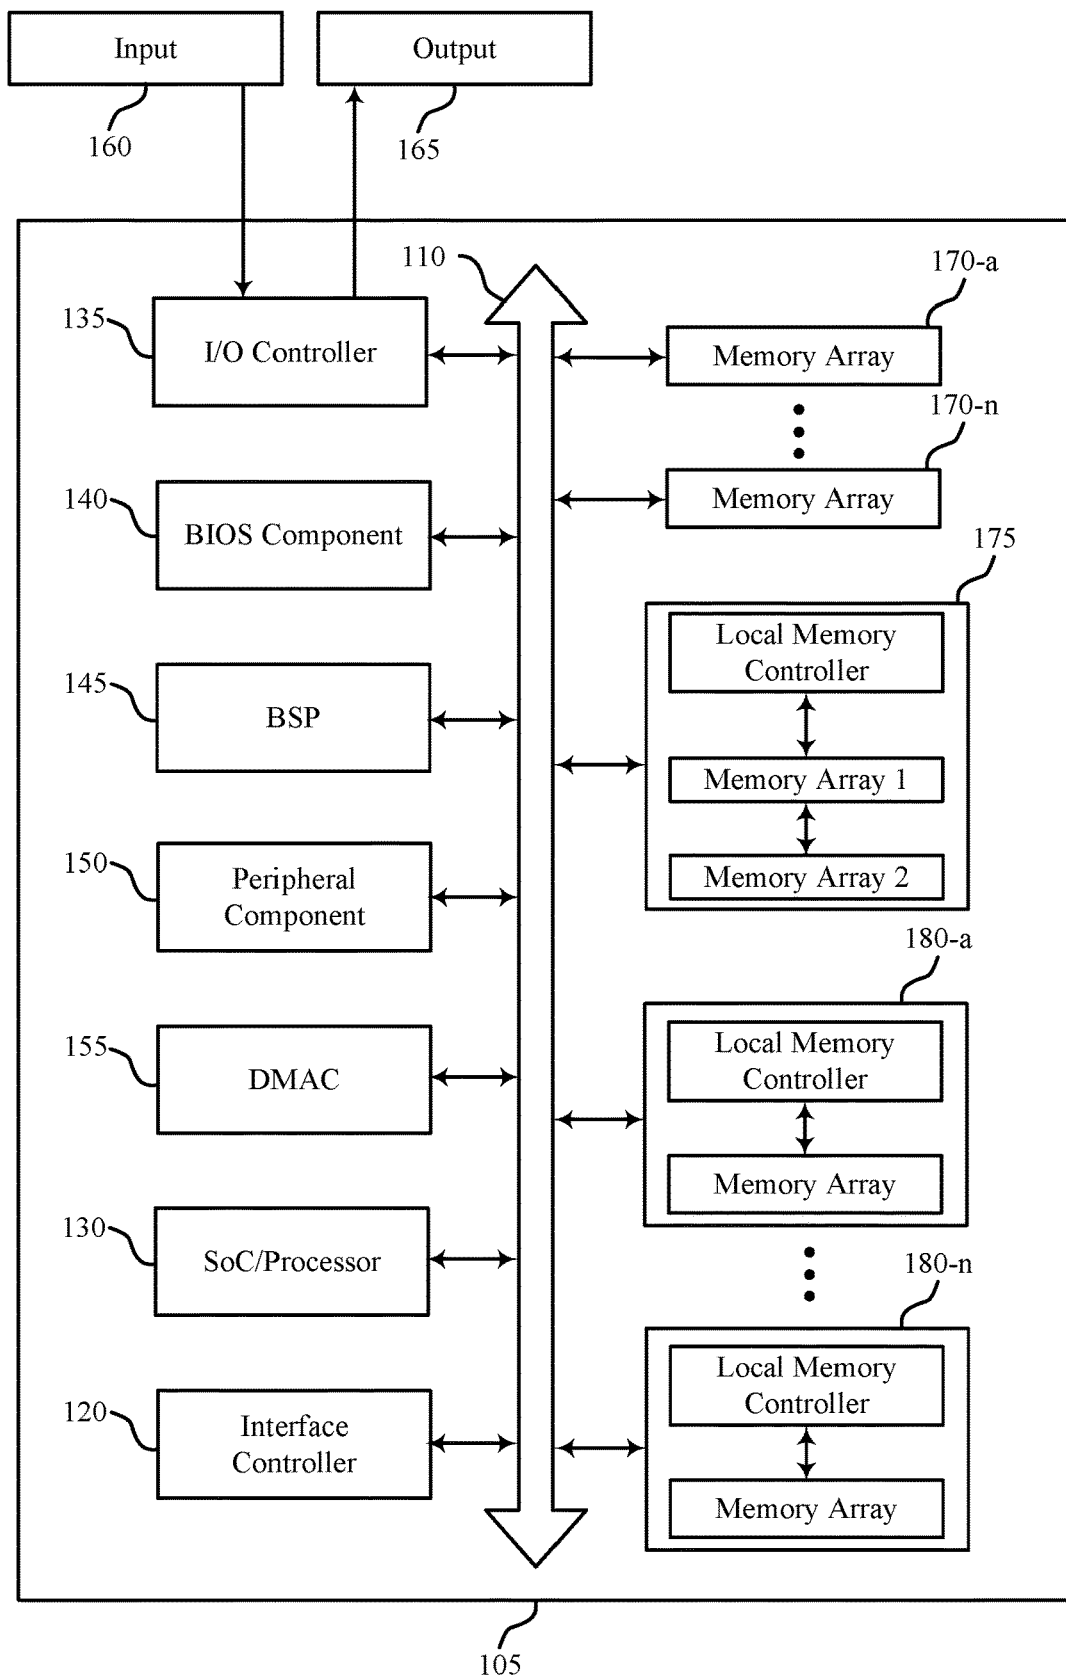 Input
Output
160
165
110
170-a
135
I/O Controller
Memory Array
170-n
140
BIOS Component
Memory Array
175
Local Memory
Controller
145
BSP
Memory Array 1
150
Peripheral
Component
Memory Array 2
180-a
155
DMAC
Local Memory
Controller
Memory Array
130
SoC/Processor
180-n
Local Memory
Controller
120
Interface
Controller
Memory Array
105